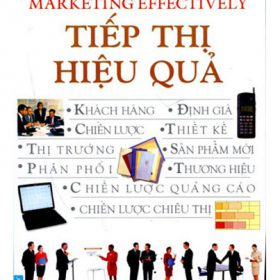 MARKETING EFFECTIVELY
TIẾP THỊ
HIỆU QUẢ
• KHÁCH HÀNG • ĐỊNH GIÁ
• CHIẾN LƯỢC • THIẾT KẾ
• THỊ TRƯỜNG • SẢN PHẨM MỚI
• PHÂN PHỐI • THƯƠNG HIỆU
• CHIẾN LƯỢC QUẢNG CÁO
• CHIẾN LƯỢC CHIÊU THỊ